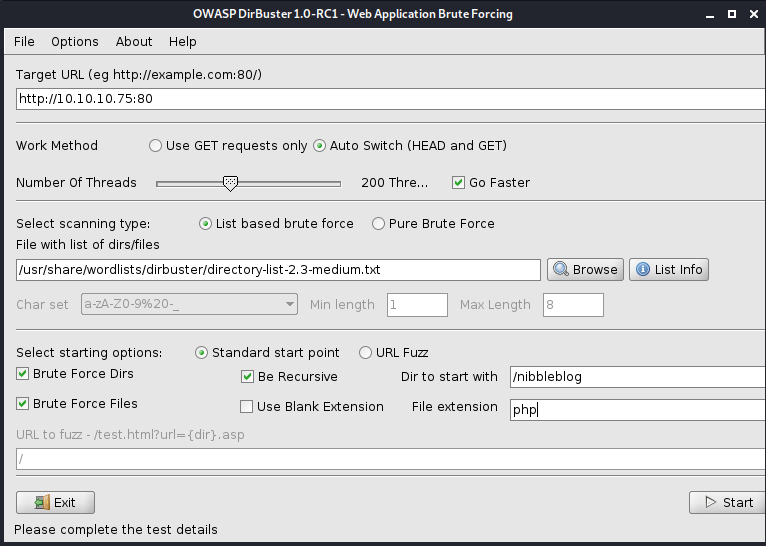 OWASP DirBuster 1.0-RC1 - Web Application Brute Forcing
File Options About Help
Target URL (eg http://example.com:80/)
http://10.10.10.75:80
Work Method Use GET requests only Auto Switch (HEAD and GET)
Number Of Threads 200 Thre... Go Faster
Select scanning type: List based brute force Pure Brute Force
File with list of dirs/files
/usr/share/wordlists/dirbuster/directory-list-2.3-medium.txt Browse List Info
Char set a-zA-Z0-9%20-_ Min length 1 Max Length 8
Select starting options: Standard start point URL Fuzz
Brute Force Dirs Be Recursive Dir to start with /nibbleblog
Brute Force Files Use Blank Extension File extension php
URL to fuzz - /test.html?url={dir}.asp
/
Exit Start
Please complete the test details